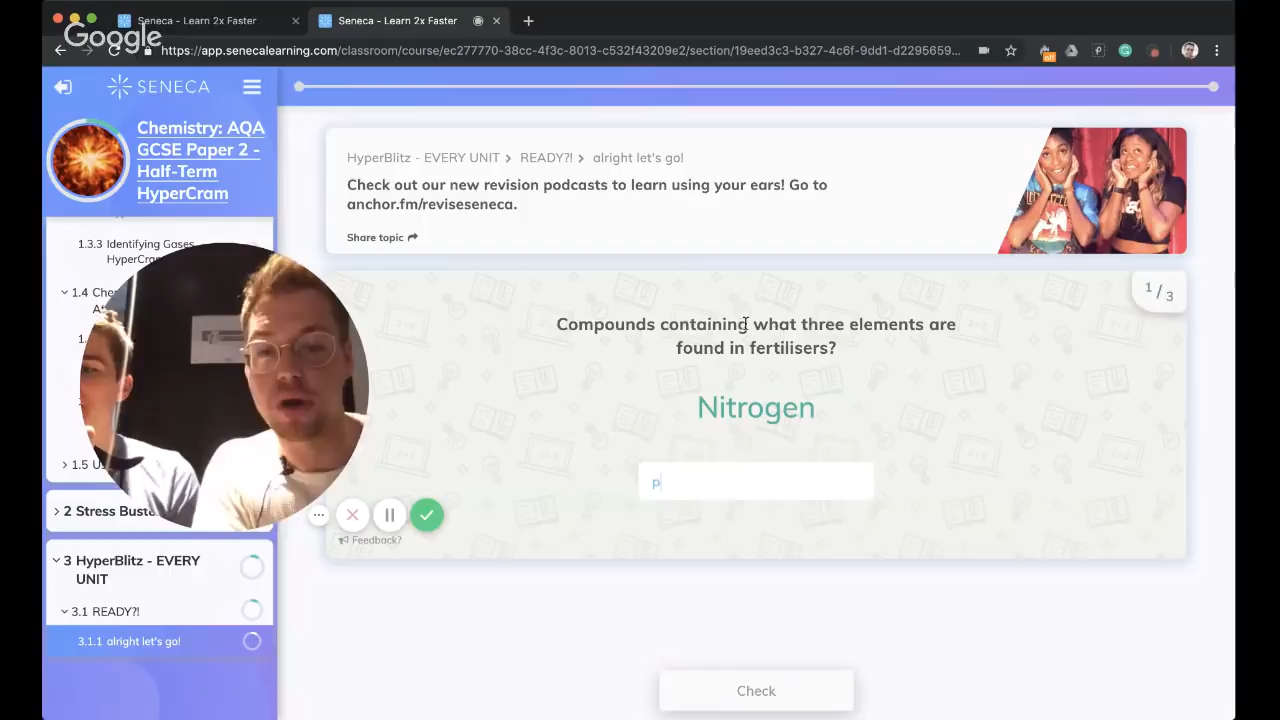 Seneca - Learn 2x Faster
Seneca - Learn 2x Faster
Google
https://app.senecalearning.com/classroom/course/ec277770-38cc-4f3c-8013-c532f43209e2/section/19eed3c3-b327-4c6f-9dd1-d2295659...
off
SENECA
Chemistry: AQA
GCSE Paper 2 -
Half-Term
HyperCram
1.3.3 Identifying Gases
HyperCram
1.4 Che
A
1.5 U
2 Stress Buste
3 HyperBlitz - EVERY
UNIT
3.1 READY?!
3.1.1 alright let's go!
HyperBlitz - EVERY UNIT > READY?! > alright let's go!
Check out our new revision podcasts to learn using your ears! Go to
anchor.fm/reviseseneca.
Share topic
1 / 3
Compounds containing what three elements are
found in fertilisers?
Nitrogen
p
Feedback?
Check